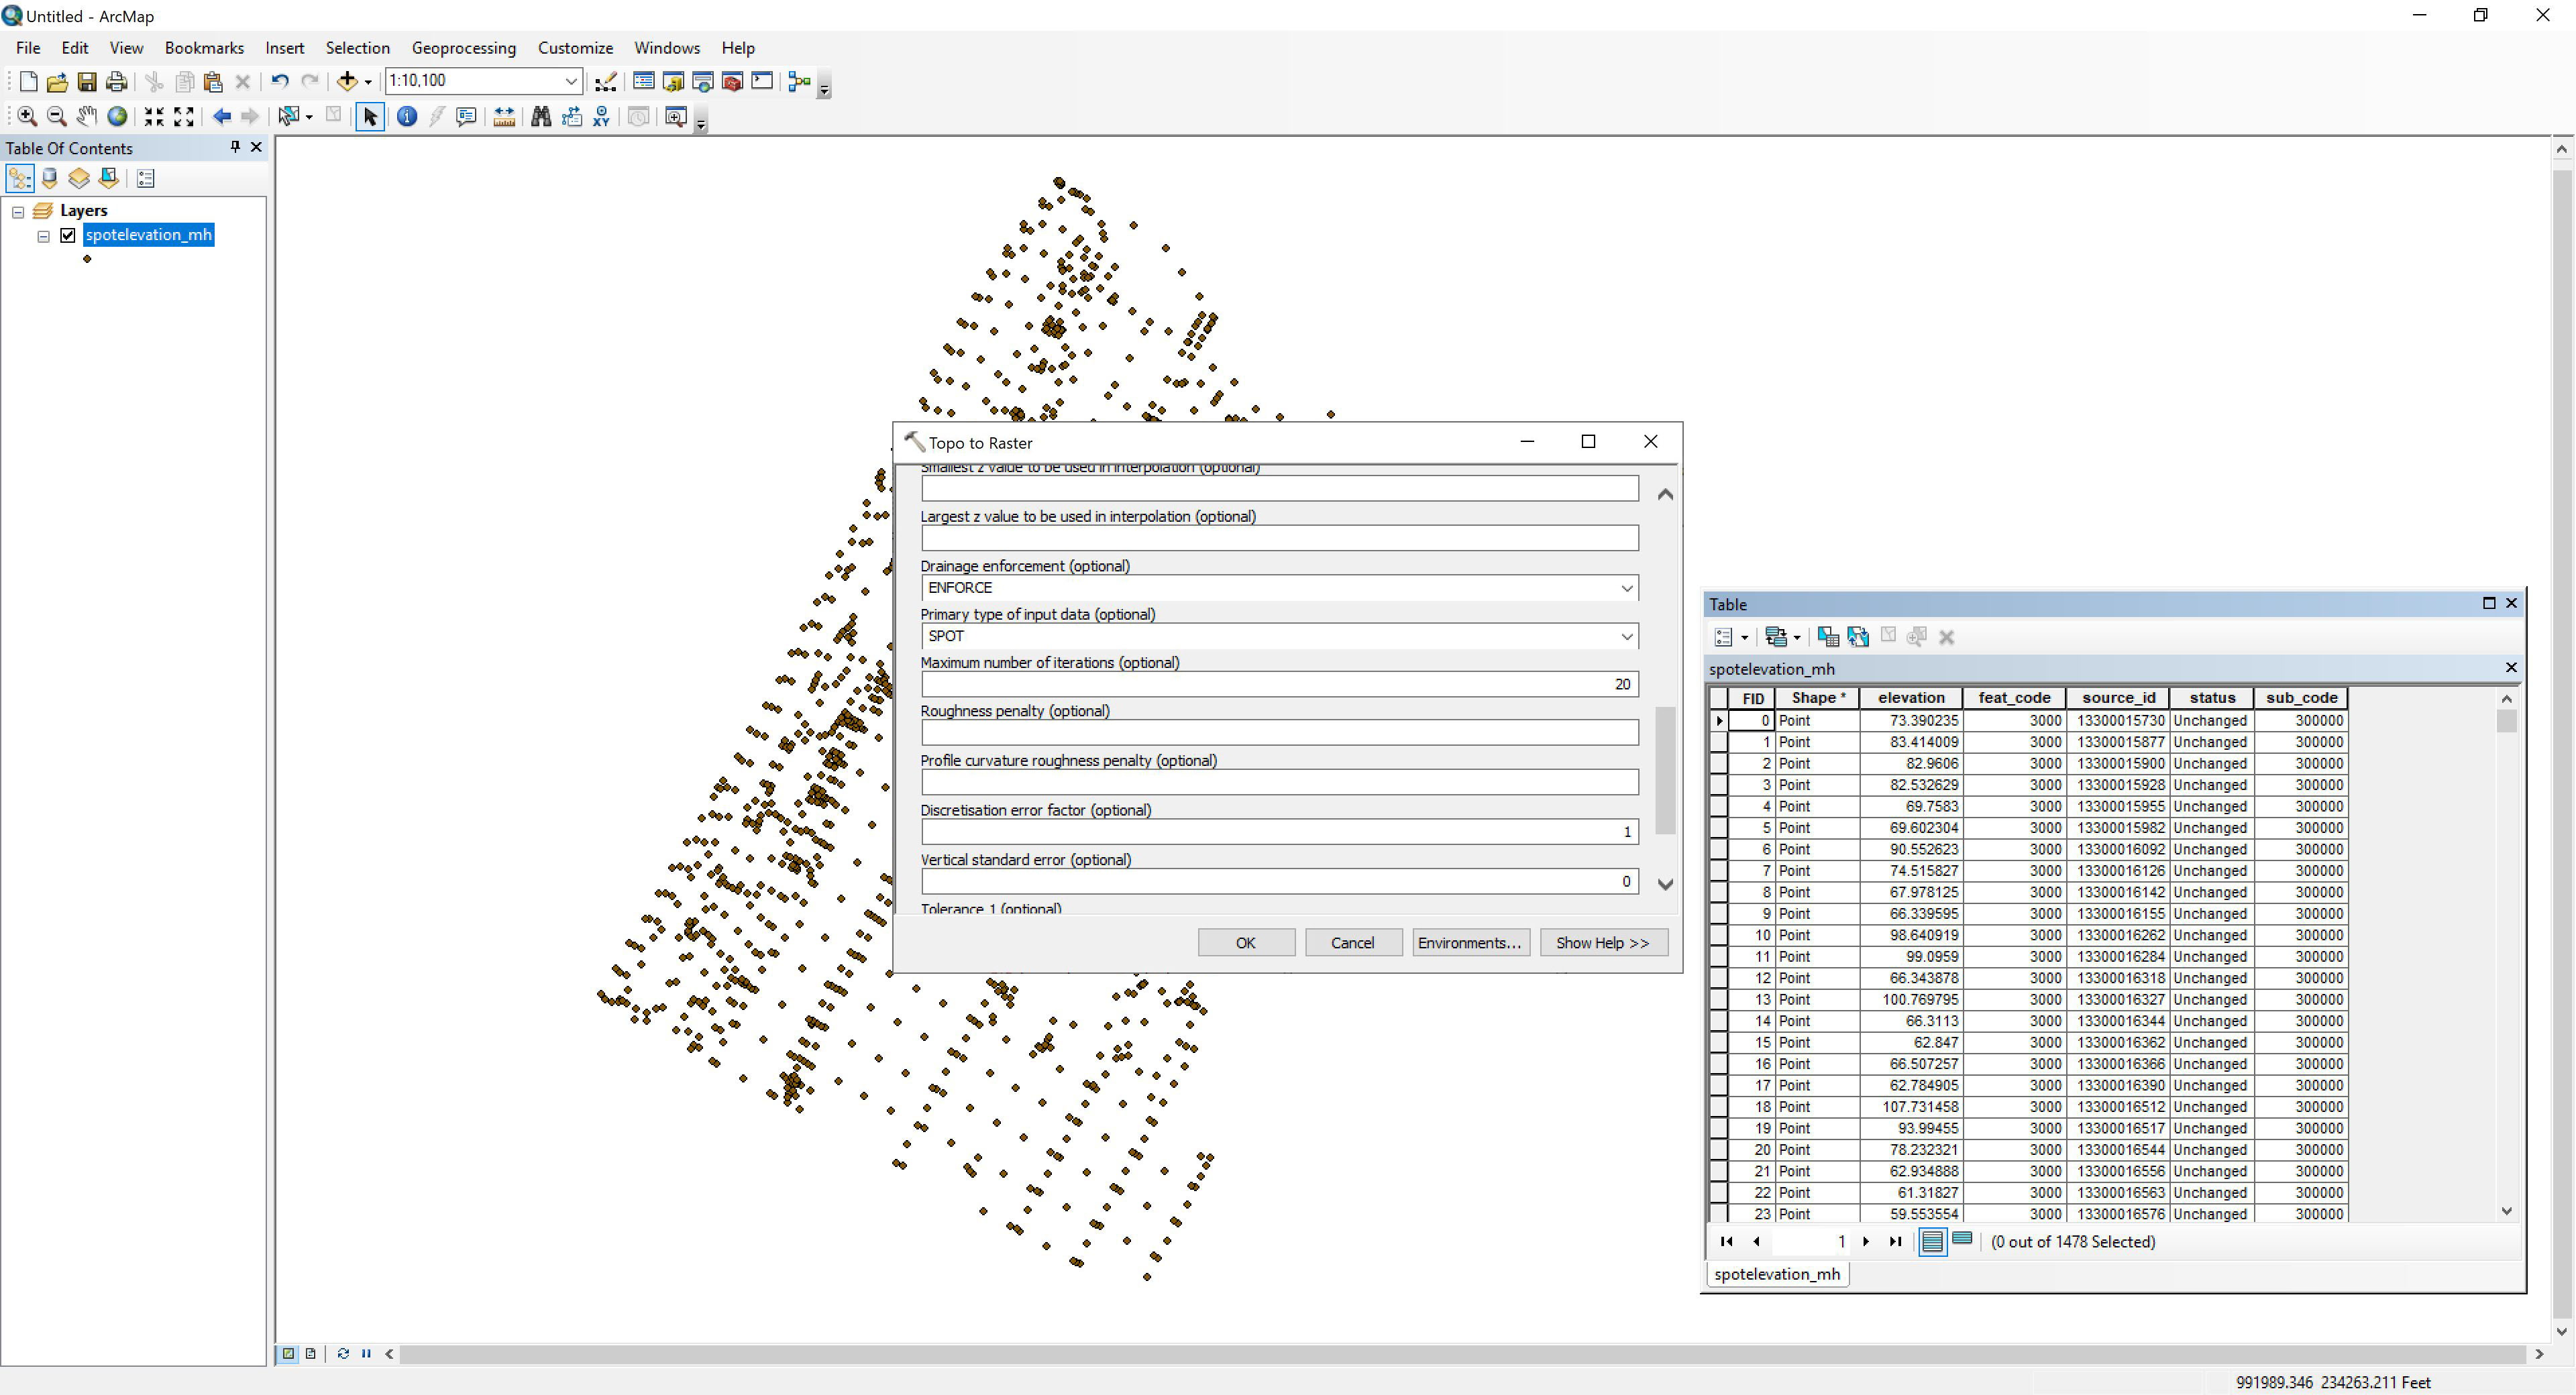 Untitled - ArcMap
File Edit View Bookmarks Insert Selection Geoprocessing Customize Windows Help
1:10,100
Table Of Contents
Layers
spotelevation_mh
Topo to Raster
Smallest z value to be used in interpolation (optional)
Largest z value to be used in interpolation (optional)
Drainage enforcement (optional)
ENFORCE
Primary type of input data (optional)
SPOT
Maximum number of iterations (optional)
20
Roughness penalty (optional)
Profile curvature roughness penalty (optional)
Discretisation error factor (optional)
1
Vertical standard error (optional)
0
Tolerance 1 (optional)
OK Cancel Environments... Show Help >>
Table
spotelevation_mh
FID Shape * elevation feat_code source_id status sub_code
0 Point 73.390235 3000 13300015730 Unchanged 300000
1 Point 83.414009 3000 13300015877 Unchanged 300000
2 Point 82.9606 3000 13300015900 Unchanged 300000
3 Point 82.532629 3000 13300015928 Unchanged 300000
4 Point 69.7583 3000 13300015955 Unchanged 300000
5 Point 69.602304 3000 13300015982 Unchanged 300000
6 Point 90.552623 3000 13300016092 Unchanged 300000
7 Point 74.515827 3000 13300016126 Unchanged 300000
8 Point 67.978125 3000 13300016142 Unchanged 300000
9 Point 66.339595 3000 13300016155 Unchanged 300000
10 Point 98.640919 3000 13300016262 Unchanged 300000
11 Point 99.0959 3000 13300016284 Unchanged 300000
12 Point 66.343878 3000 13300016318 Unchanged 300000
13 Point 100.769795 3000 13300016327 Unchanged 300000
14 Point 66.3113 3000 13300016344 Unchanged 300000
15 Point 62.847 3000 13300016362 Unchanged 300000
16 Point 66.507257 3000 13300016366 Unchanged 300000
17 Point 62.784905 3000 13300016390 Unchanged 300000
18 Point 107.731458 3000 13300016512 Unchanged 300000
19 Point 93.99455 3000 13300016517 Unchanged 300000
20 Point 78.232321 3000 13300016544 Unchanged 300000
21 Point 62.934888 3000 13300016556 Unchanged 300000
22 Point 61.31827 3000 13300016563 Unchanged 300000
23 Point 59.553554 3000 13300016576 Unchanged 300000
1 (0 out of 1478 Selected)
spotelevation_mh
991989.346 234263.211 Feet